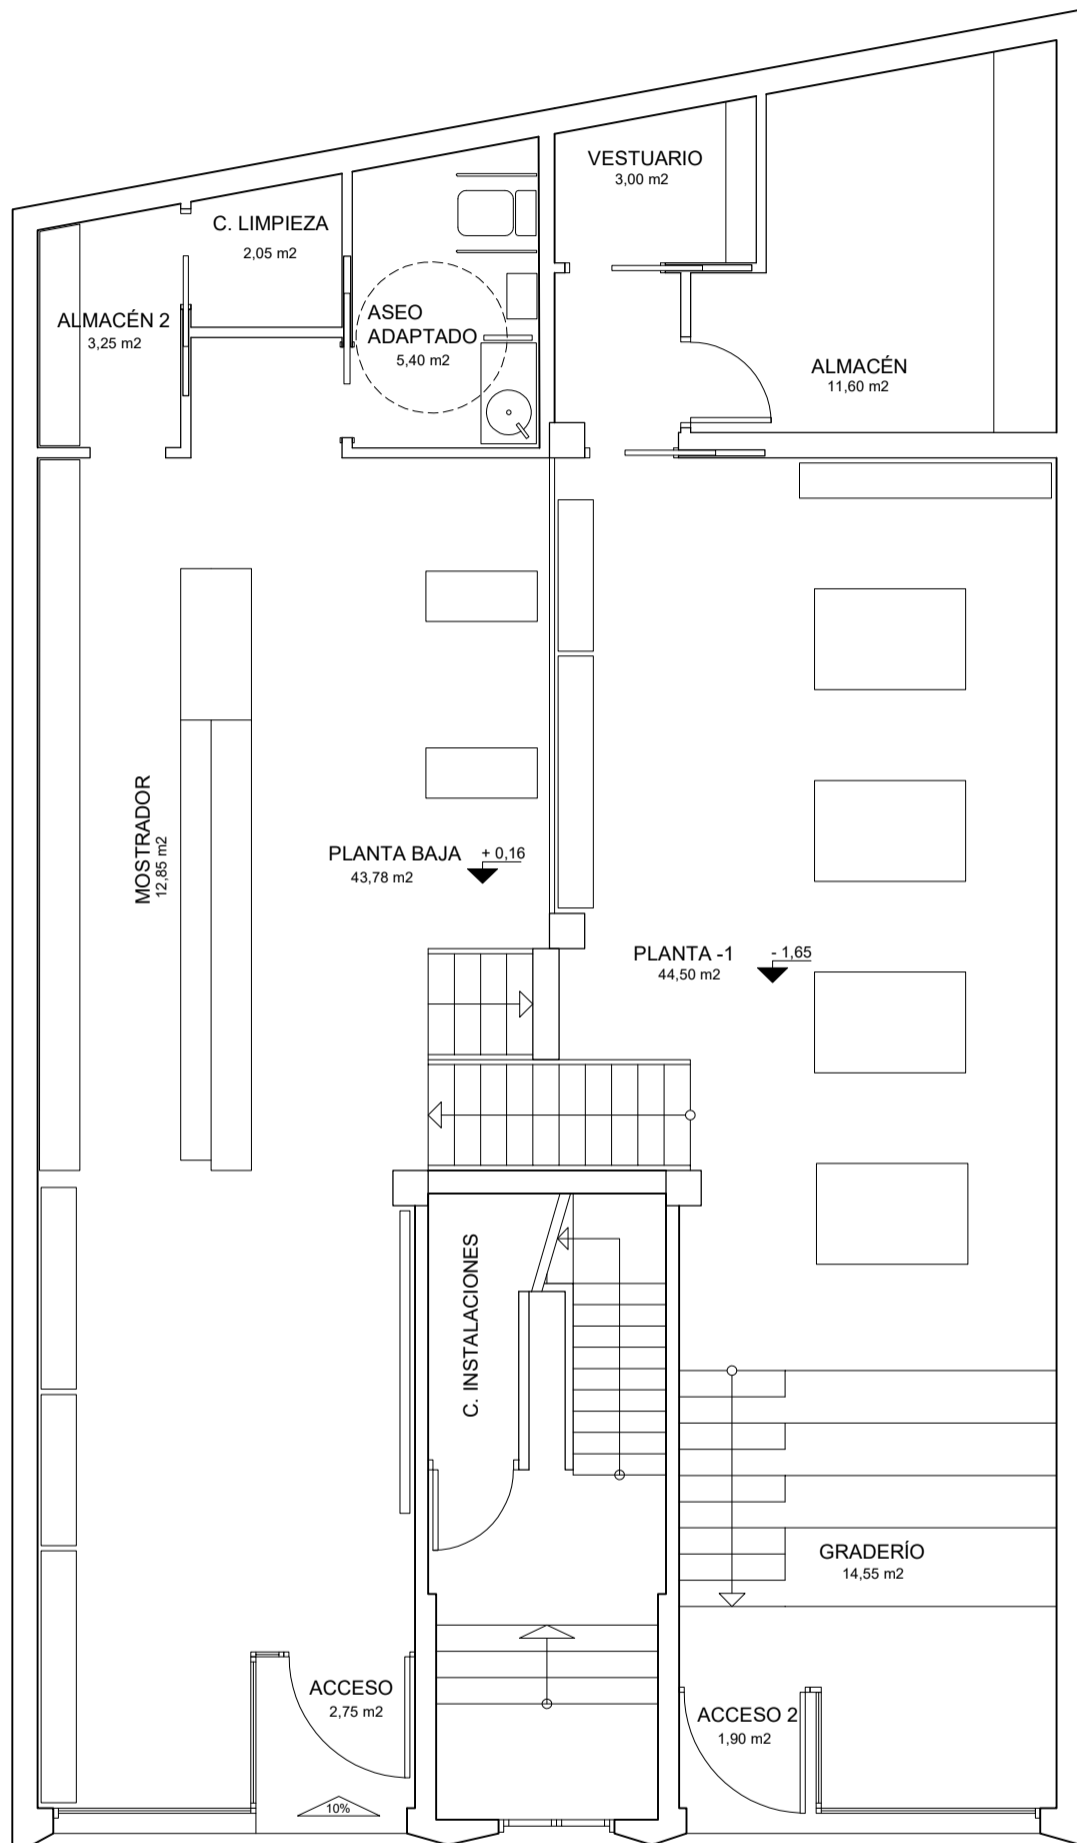 VESTUARIO
3,00 m2
C. LIMPIEZA
2,05 m2
ALMACÉN 2
3,25 m2
ASEO
ADAPTADO
5,40 m2
ALMACÉN
11,60 m2
MOSTRADOR
12,85 m2
PLANTA BAJA
43,78 m2
+ 0,16
PLANTA -1
44,50 m2
- 1,65
C. INSTALACIONES
GRADERÍO
14,55 m2
ACCESO
2,75 m2
ACCESO 2
1,90 m2
10%